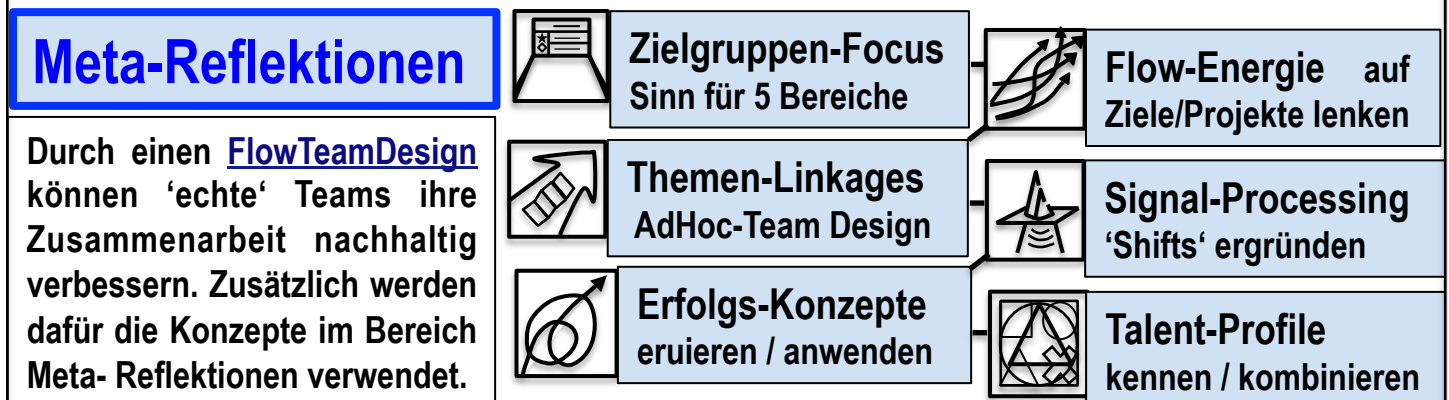 Meta-Reflektionen
Durch einen FlowTeamDesign
können ‘echte‘ Teams ihre
Zusammenarbeit nachhaltig
verbessern. Zusätzlich werden
dafür die Konzepte im Bereich
Meta- Reflektionen verwendet.
Zielgruppen-Focus
Sinn für 5 Bereiche
Flow-Energie auf
Ziele/Projekte lenken
Themen-Linkages
AdHoc-Team Design
Signal-Processing
‘Shifts‘ ergründen
Erfolgs-Konzepte
eruieren / anwenden
Talent-Profile
kennen / kombinieren